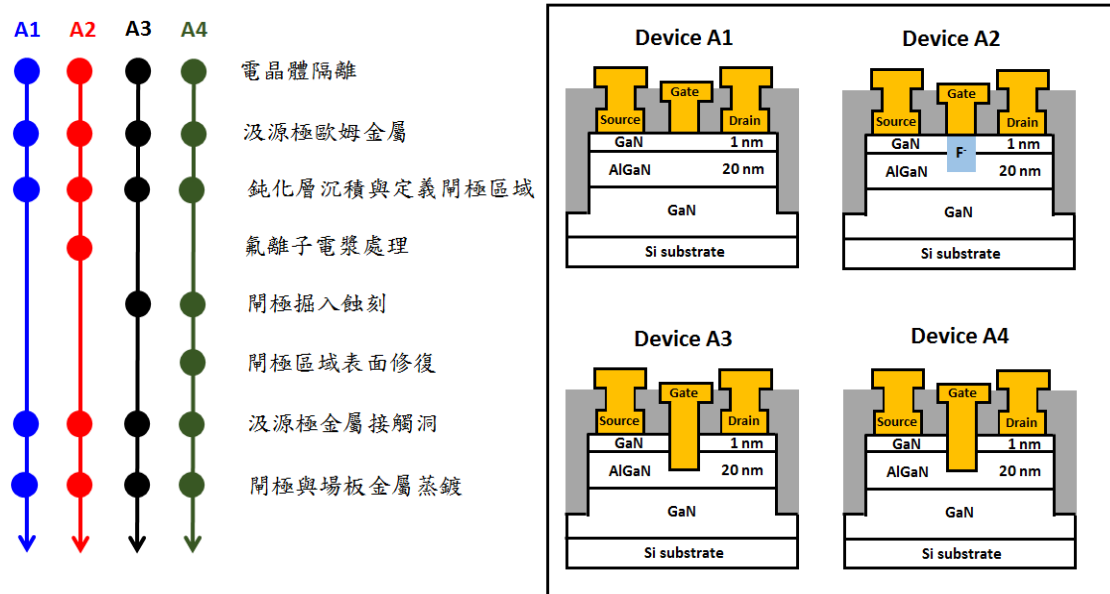 A1 A2 A3 A4
電晶體隔離
汲源極歐姆金屬
鈍化層沉積與定義閘極區域
氟離子電漿處理
閘極掘入蝕刻
閘極區域表面修復
汲源極金屬接觸洞
閘極與場板金屬蒸鍍
Device A1
Gate
Source Drain
GaN 1 nm
AlGaN 20 nm
GaN
Si substrate
Device A2
Gate
Source Drain
GaN F⁻ 1 nm
AlGaN 20 nm
GaN
Si substrate
Device A3
Gate
Source Drain
GaN 1 nm
AlGaN 20 nm
GaN
Si substrate
Device A4
Gate
Source Drain
GaN 1 nm
AlGaN 20 nm
GaN
Si substrate